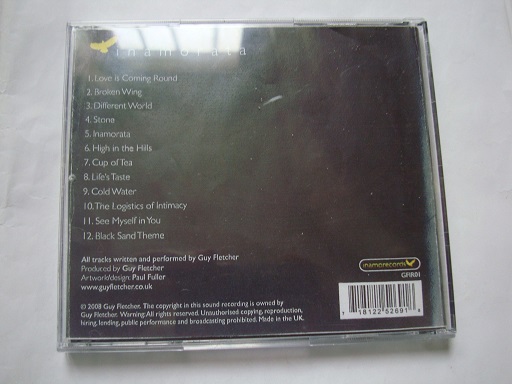 inamorata
1. Love is Coming Round
2. Broken Wing
3. Different World
4. Stone
5. Inamorata
6. High in the Hills
7. Cup of Tea
8. Life's Taste
9. Cold Water
10. The Logistics of Intimacy
11. See Myself in You
12. Black Sand Theme
All tracks written and performed by Guy Fletcher
Produced by Guy Fletcher
Artwork/design: Paul Fuller
www.guyfletcher.co.uk
inamorecords
GFIR01
© 2008 Guy Fletcher. The copyright in this sound recording is owned by
Guy Fletcher. Warning: All rights reserved. Unauthorised copying, reproduction,
hiring, lending, public performance and broadcasting prohibited. Made in the UK.